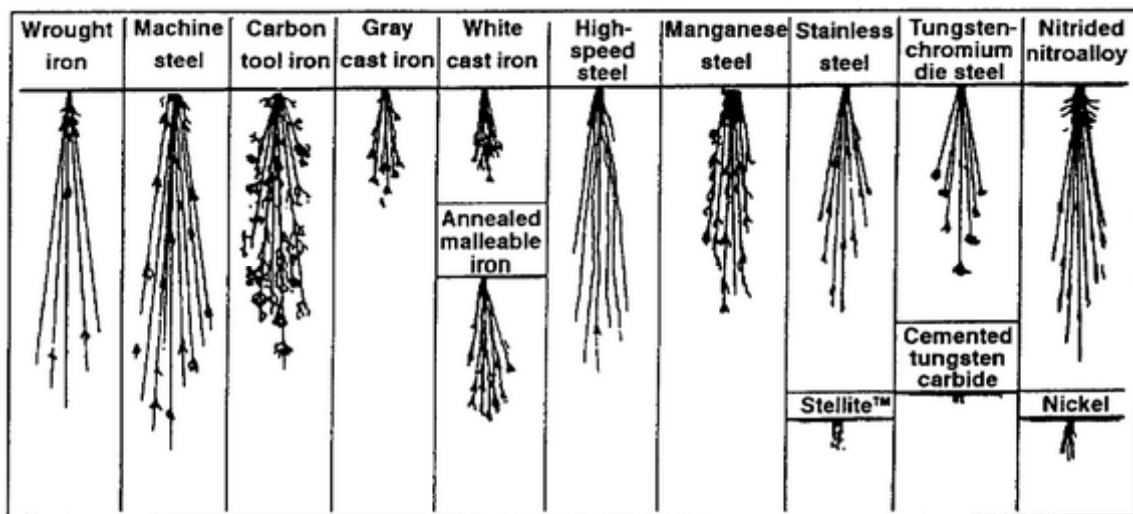 Wrought
iron
Machine
steel
Carbon
tool iron
Gray
cast iron
White
cast iron
High-
speed
steel
Manganese
steel
Stainless
steel
Tungsten-
chromium
die steel
Nitrided
nitroalloy
Annealed
malleable
iron
Cemented
tungsten
carbide
Stellite™
Nickel